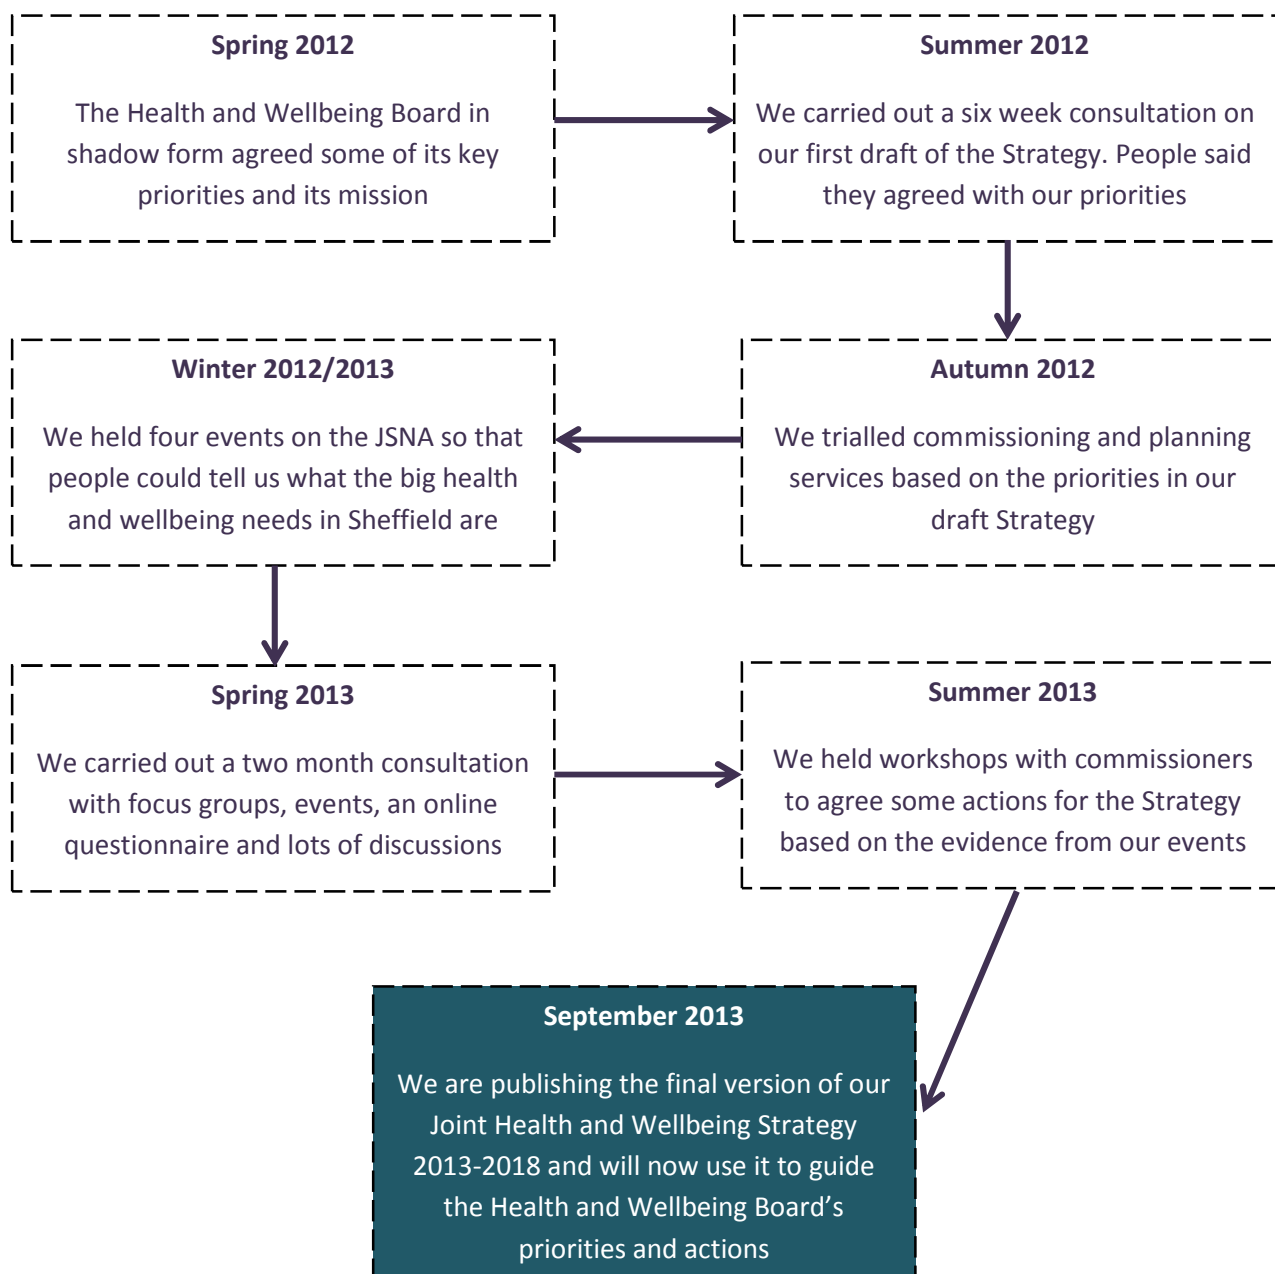 Spring 2012
The Health and Wellbeing Board in
shadow form agreed some of its key
priorities and its mission
Summer 2012
We carried out a six week consultation on
our first draft of the Strategy. People said
they agreed with our priorities
Autumn 2012
We trialled commissioning and planning
services based on the priorities in our
draft Strategy
Winter 2012/2013
We held four events on the JSNA so that
people could tell us what the big health
and wellbeing needs in Sheffield are
Spring 2013
We carried out a two month consultation
with focus groups, events, an online
questionnaire and lots of discussions
Summer 2013
We held workshops with commissioners
to agree some actions for the Strategy
based on the evidence from our events
September 2013
We are publishing the final version of our
Joint Health and Wellbeing Strategy
2013-2018 and will now use it to guide
the Health and Wellbeing Board’s
priorities and actions